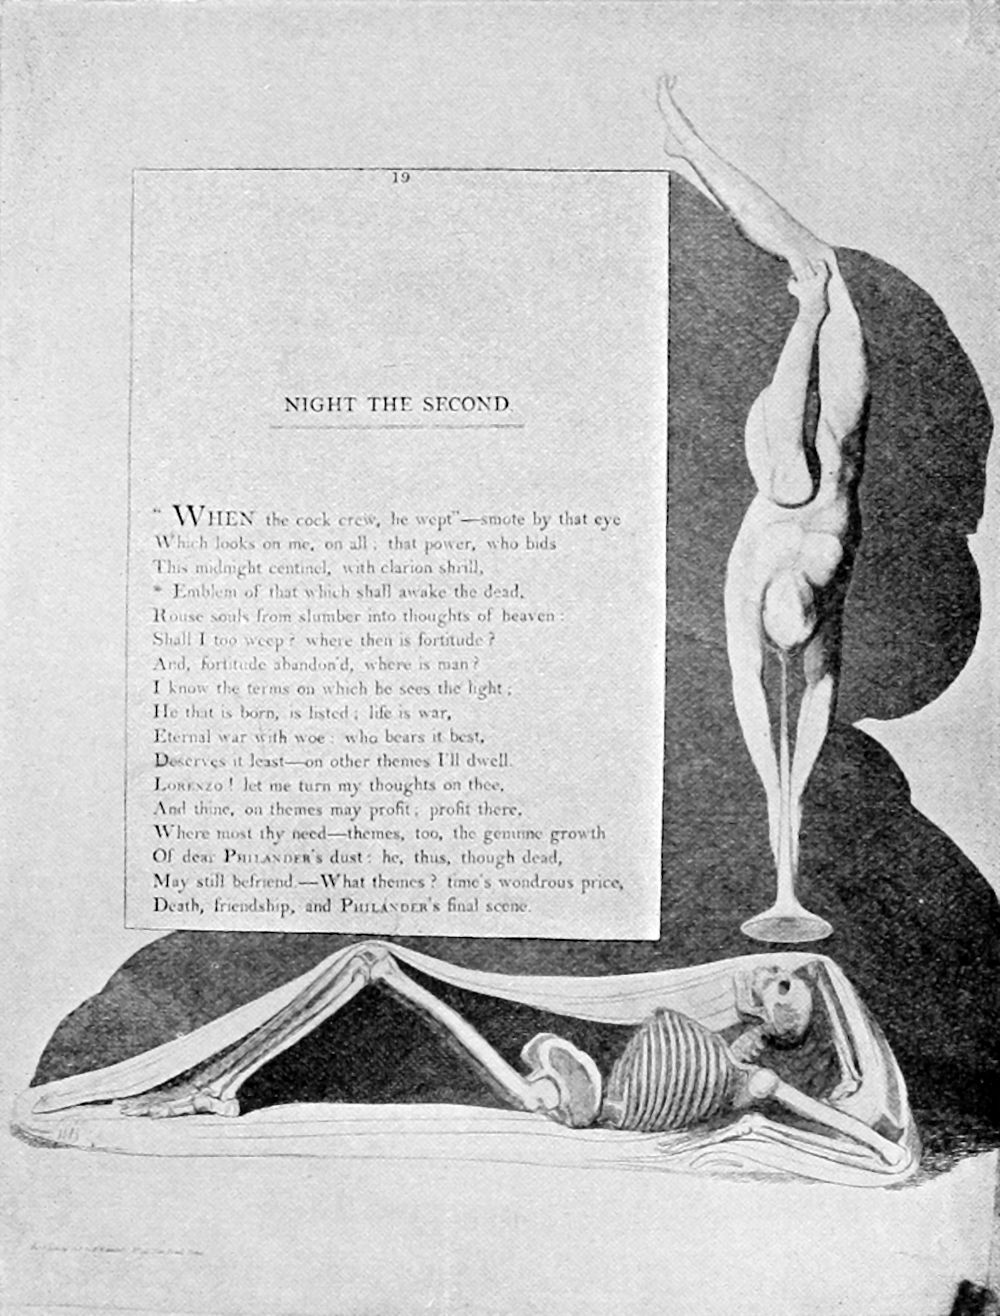 19
NIGHT THE SECOND.
“ WHEN the cock crew, he wept”—smote by that eye
Which looks on me, on all ; that power, who bids
This midnight centinel, with clarion shrill,
* Emblem of that which shall awake the dead,
Rouse souls from slumber into thoughts of heaven :
Shall I too weep ? where then is fortitude ?
And, fortitude abandon'd, where is man ?
I know the terms on which he sees the light ;
He that is born, is listed ; life is war,
Eternal war with woe : who bears it best,
Deserves it least—on other themes I'll dwell.
LORENZO ! let me turn my thoughts on thee,
And thine, on themes may profit ; profit there,
Where most thy need—themes, too, the genuine growth
Of dear PHILANDER's dust : he, thus, though dead,
May still befriend.—What themes ? time's wondrous price,
Death, friendship, and PHILANDER's final scene.